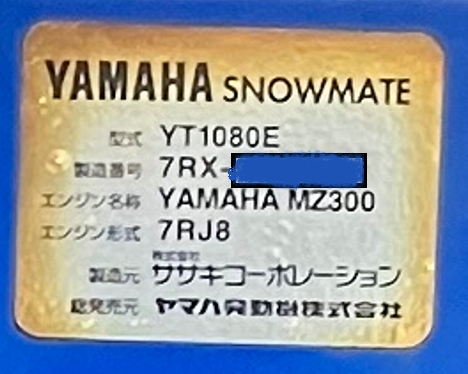 YAMAHA SNOWMATE
型式 YT1080E
製造番号 7RX-
エンジン名称 YAMAHA MZ300
エンジン形式 7RJ8
株式会社
製造元 ササキコーポレーション
総発売元 ヤマハ発動機株式会社